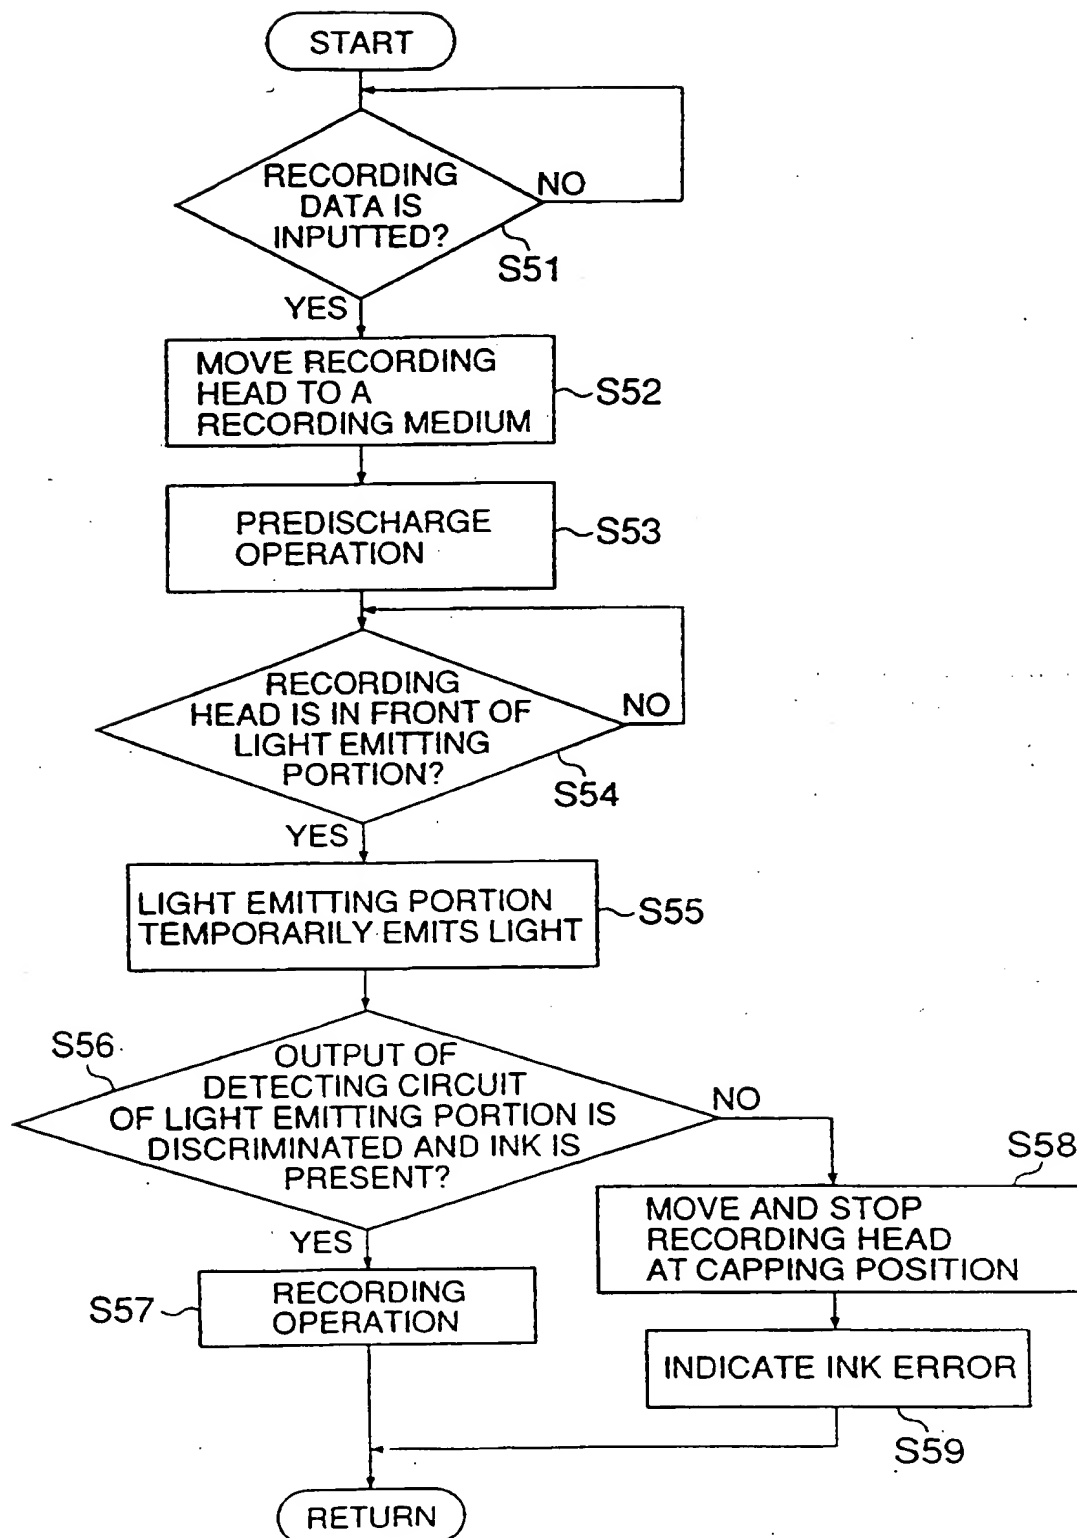 START
RECORDING
DATA IS
INPUTTED?
NO
S51
YES
MOVE RECORDING
HEAD TO A
RECORDING MEDIUM
S52
PREDISCHARGE
OPERATION
S53
RECORDING
HEAD IS IN FRONT OF
LIGHT EMITTING
PORTION?
NO
S54
YES
LIGHT EMITTING PORTION
TEMPORARILY EMITS LIGHT
S55
S56
OUTPUT OF
DETECTING CIRCUIT
OF LIGHT EMITTING PORTION IS
DISCRIMINATED AND INK IS
PRESENT?
NO
YES
S58
MOVE AND STOP
RECORDING HEAD
AT CAPPING POSITION
S57
RECORDING
OPERATION
INDICATE INK ERROR
S59
RETURN